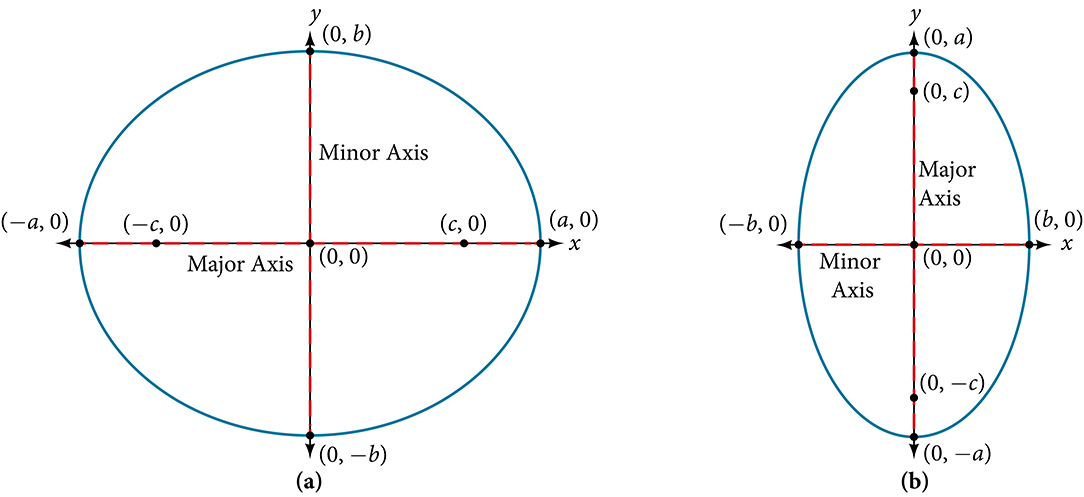 y
(0, b)
Minor Axis
(−a, 0)
(−c, 0)
(c, 0)
(a, 0)
x
Major Axis
(0, 0)
(0, −b)
(a)
y
(0, a)
(0, c)
Major
Axis
(−b, 0)
(b, 0)
x
Minor
Axis
(0, 0)
(0, −c)
(0, −a)
(b)